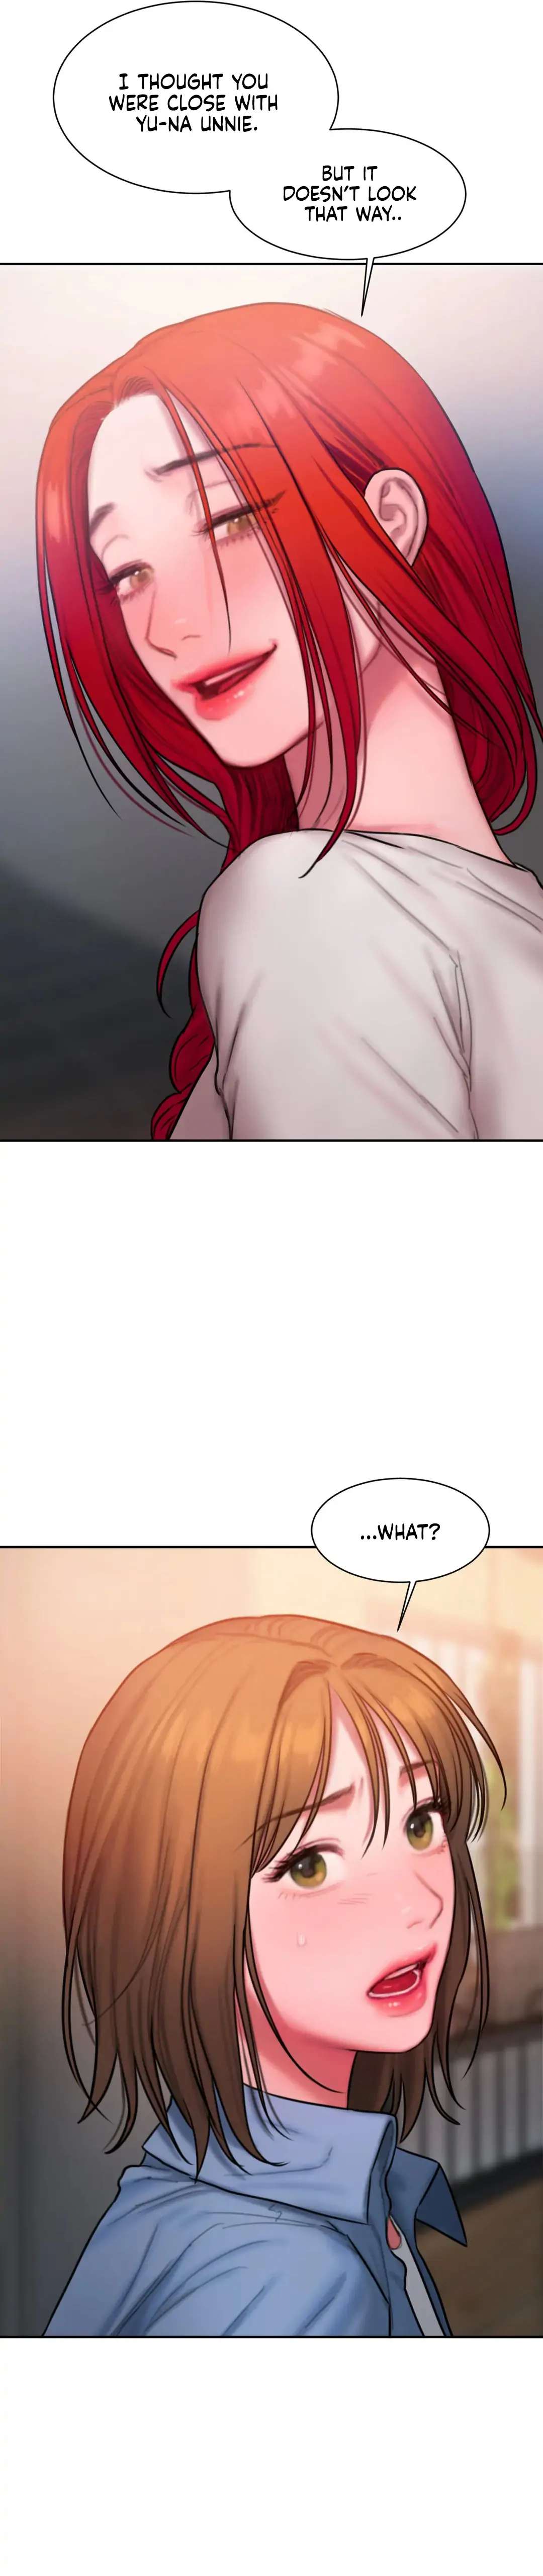 I THOUGHT YOU
WERE CLOSE WITH
YU-NA UNNIE.
BUT IT
DOESN'T LOOK
THAT WAY..
...WHAT?